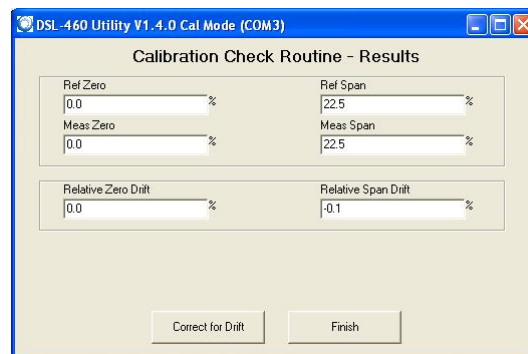 DSL-460 Utility V1.4.0 Cal Mode (COM3)
Calibration Check Routine - Results
Ref Zero Ref Span
0.0 % 22.5 %
Meas Zero Meas Span
0.0 % 22.5 %
Relative Zero Drift Relative Span Drift
0.0 % -0.1 %
Correct for Drift Finish